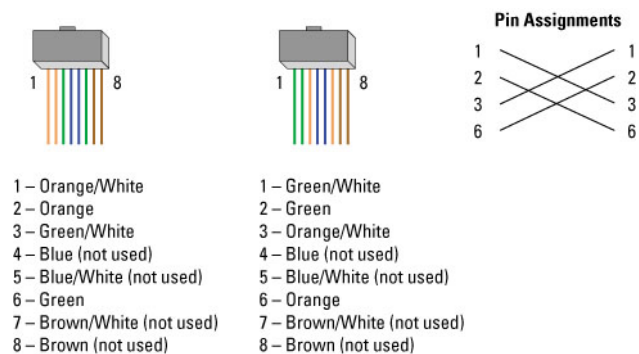 Pin Assignments
1 8
1 8
1 1
2 2
3 3
6 6
1 – Orange/White
2 – Orange
3 – Green/White
4 – Blue (not used)
5 – Blue/White (not used)
6 – Green
7 – Brown/White (not used)
8 – Brown (not used)
1 – Green/White
2 – Green
3 – Orange/White
4 – Blue (not used)
5 – Blue/White (not used)
6 – Orange
7 – Brown/White (not used)
8 – Brown (not used)